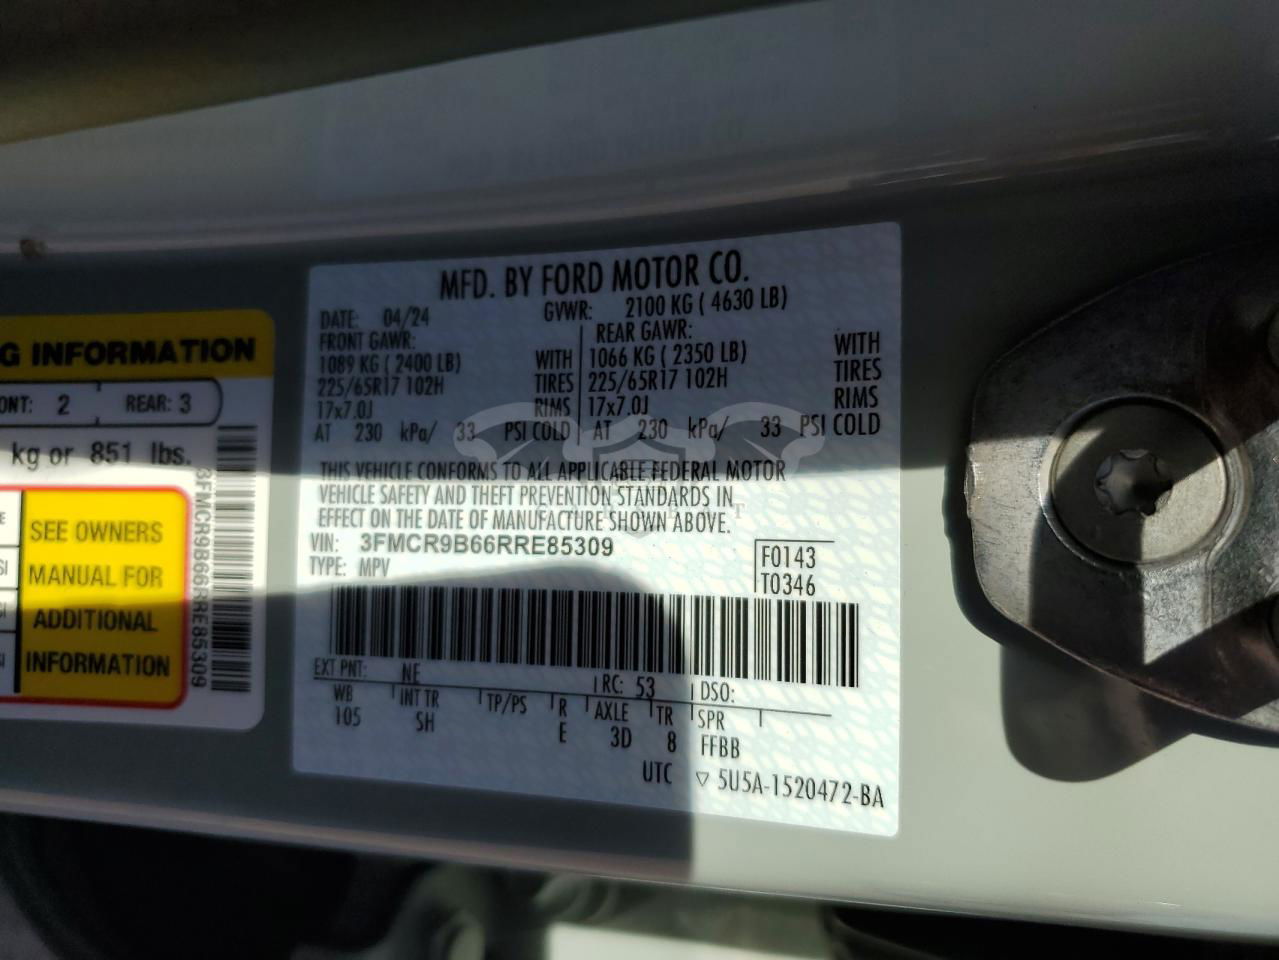 G INFORMATION
ONT: 2 REAR: 3
kg or 851 lbs.
SEE OWNERS
MANUAL FOR
ADDITIONAL
INFORMATION
3FMCR9B66RRE85309
MFD. BY FORD MOTOR CO.
DATE: 04/24 GVWR: 2100 KG ( 4630 LB)
FRONT GAWR: REAR GAWR:
1089 KG ( 2400 LB) WITH 1066 KG ( 2350 LB) WITH
225/65R17 102H TIRES 225/65R17 102H TIRES
17x7.0J RIMS 17x7.0J RIMS
AT 230 kPa/ 33 PSI COLD AT 230 kPa/ 33 PSI COLD
THIS VEHICLE CONFORMS TO ALL APPLICABLE FEDERAL MOTOR
VEHICLE SAFETY AND THEFT PREVENTION STANDARDS IN
EFFECT ON THE DATE OF MANUFACTURE SHOWN ABOVE.
VIN: 3FMCR9B66RRE85309 F0143
TYPE: MPV T0346
EXT PNT: NE RC: 53 DSO:
WB INT TR TP/PS R AXLE TR SPR
105 SH E 3D 8 FFBB
UTC ▽ 5U5A-1520472-BA